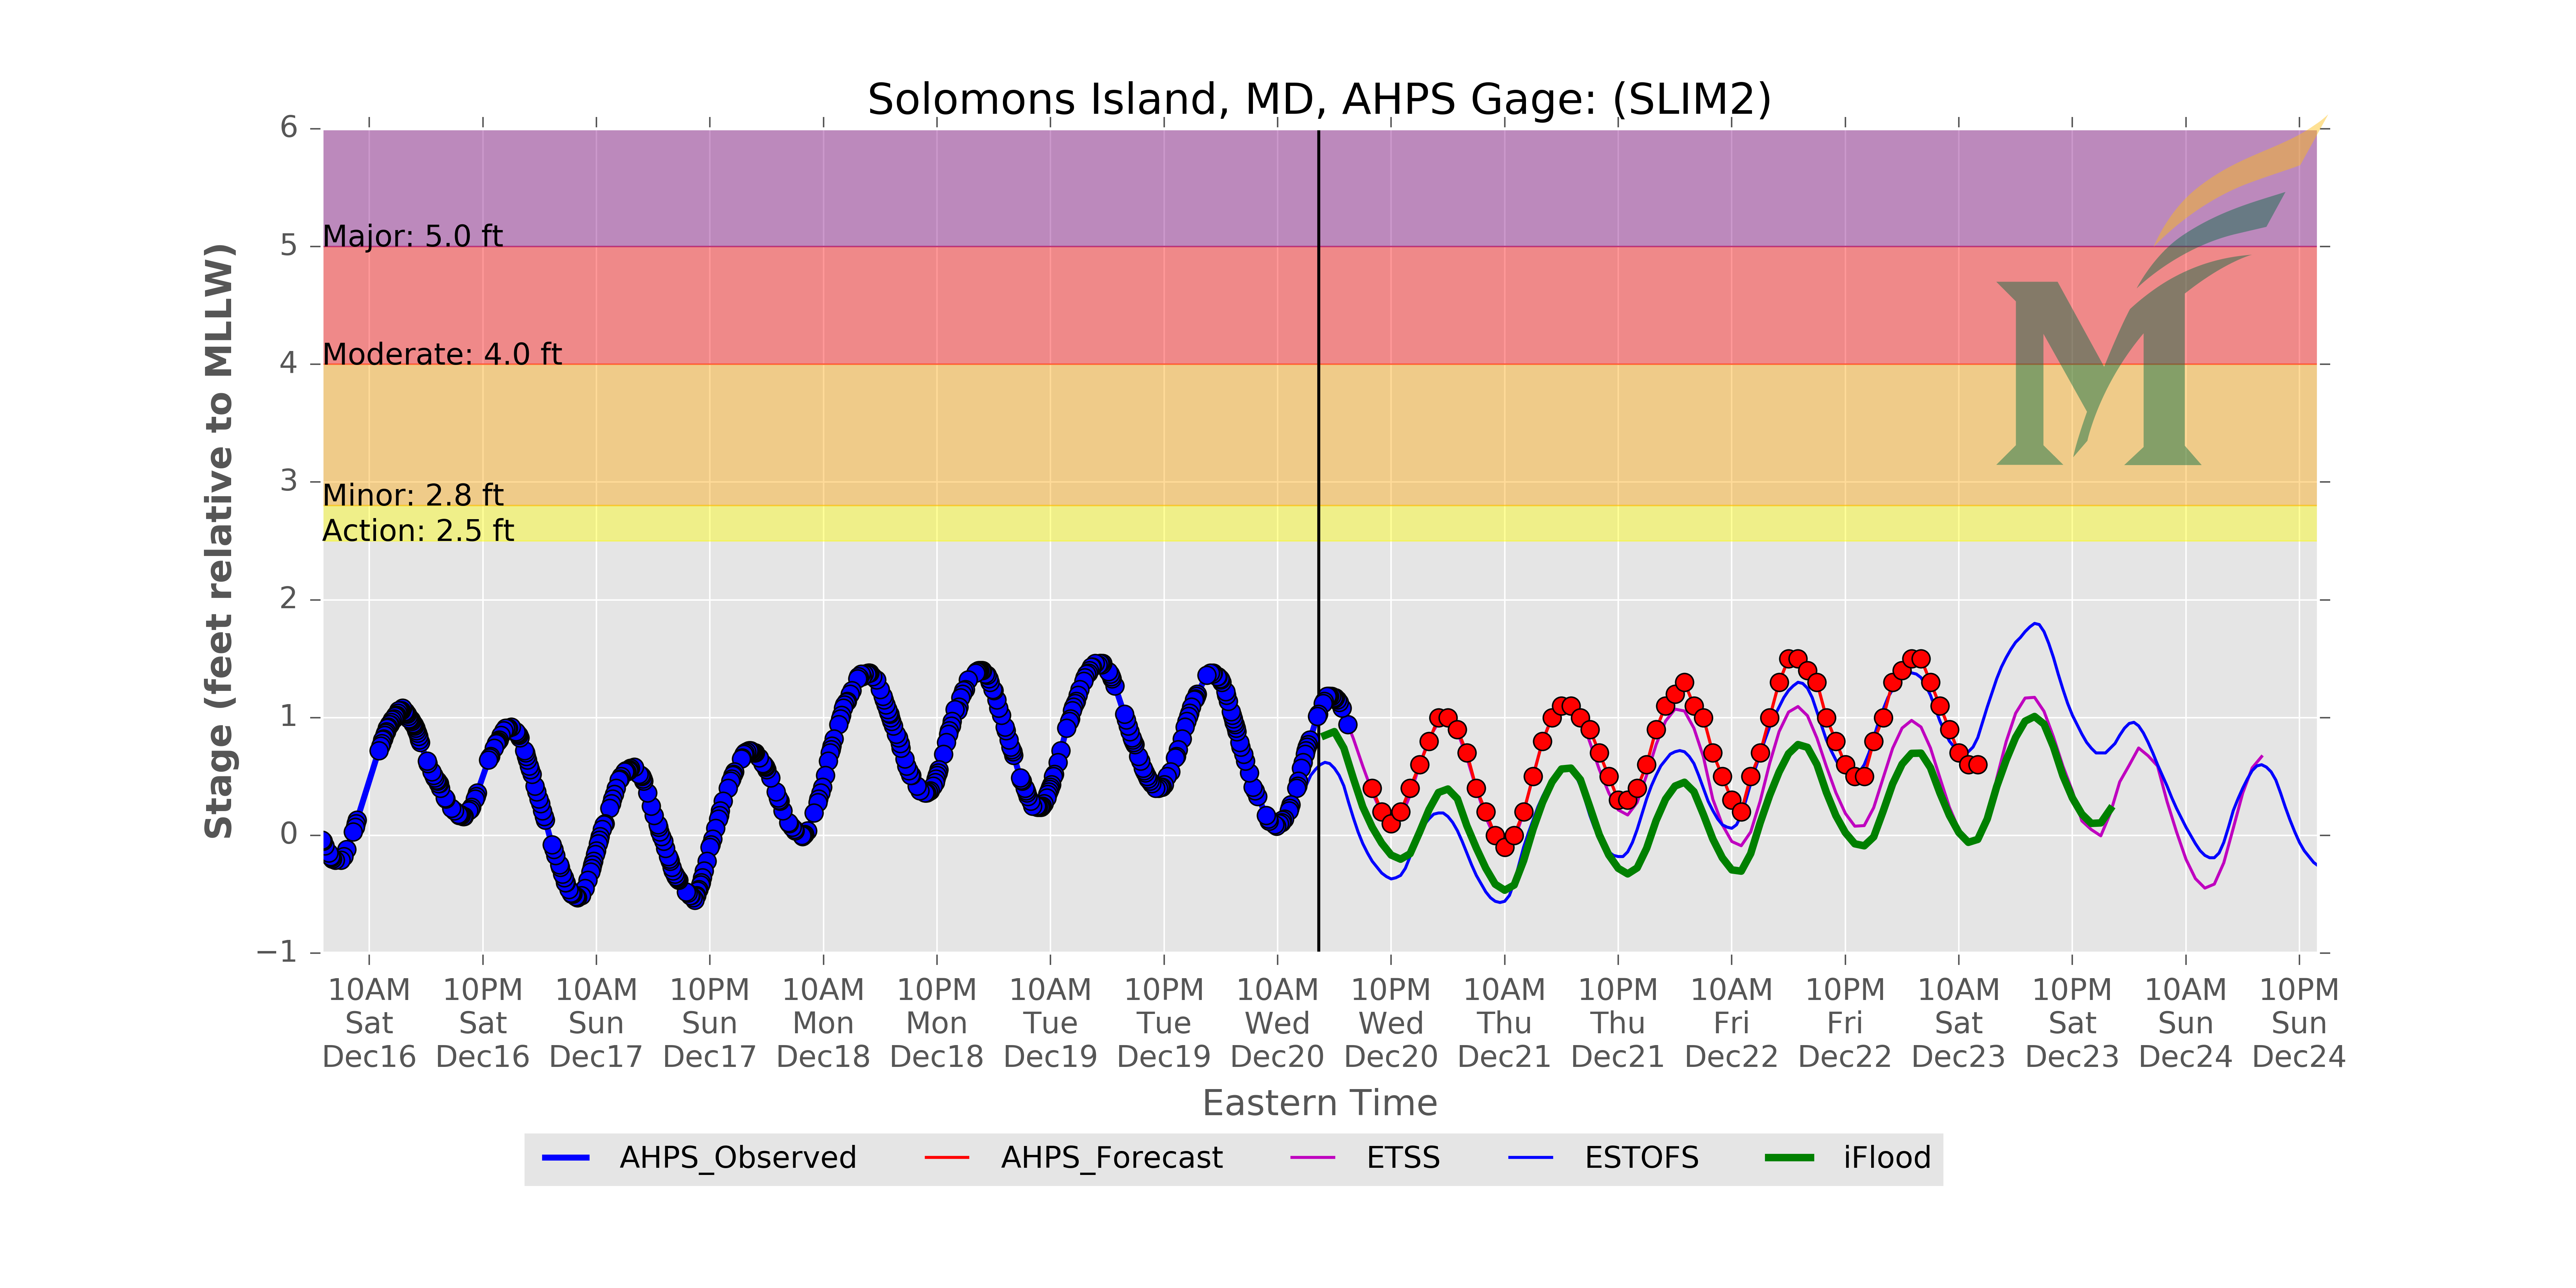 Solomons Island, MD, AHPS Gage: (SLIM2)
Stage (feet relative to MLLW)
6
5
4
3
2
1
0
−1
Major: 5.0 ft
Moderate: 4.0 ft
Minor: 2.8 ft
Action: 2.5 ft
M
10AM 10PM 10AM 10PM 10AM 10PM 10AM 10PM 10AM 10PM 10AM 10PM 10AM 10PM 10AM 10PM 10AM 10PM
Sat Sat Sun Sun Mon Mon Tue Tue Wed Wed Thu Thu Fri Fri Sat Sat Sun Sun
Dec16 Dec16 Dec17 Dec17 Dec18 Dec18 Dec19 Dec19 Dec20 Dec20 Dec21 Dec21 Dec22 Dec22 Dec23 Dec23 Dec24 Dec24
Eastern Time
AHPS_Observed AHPS_Forecast ETSS ESTOFS iFlood